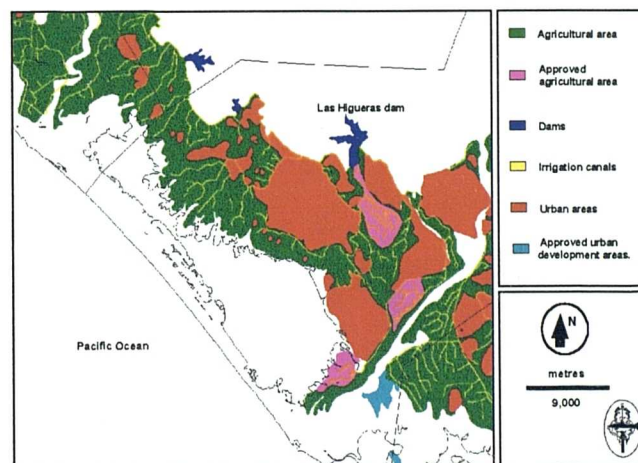 Las Higueras dam
Pacific Ocean
Agricultural area
Approved
agricultural area
Dams
Irrigation canals
Urban areas
Approved urban
development areas.
N
metres
9,000